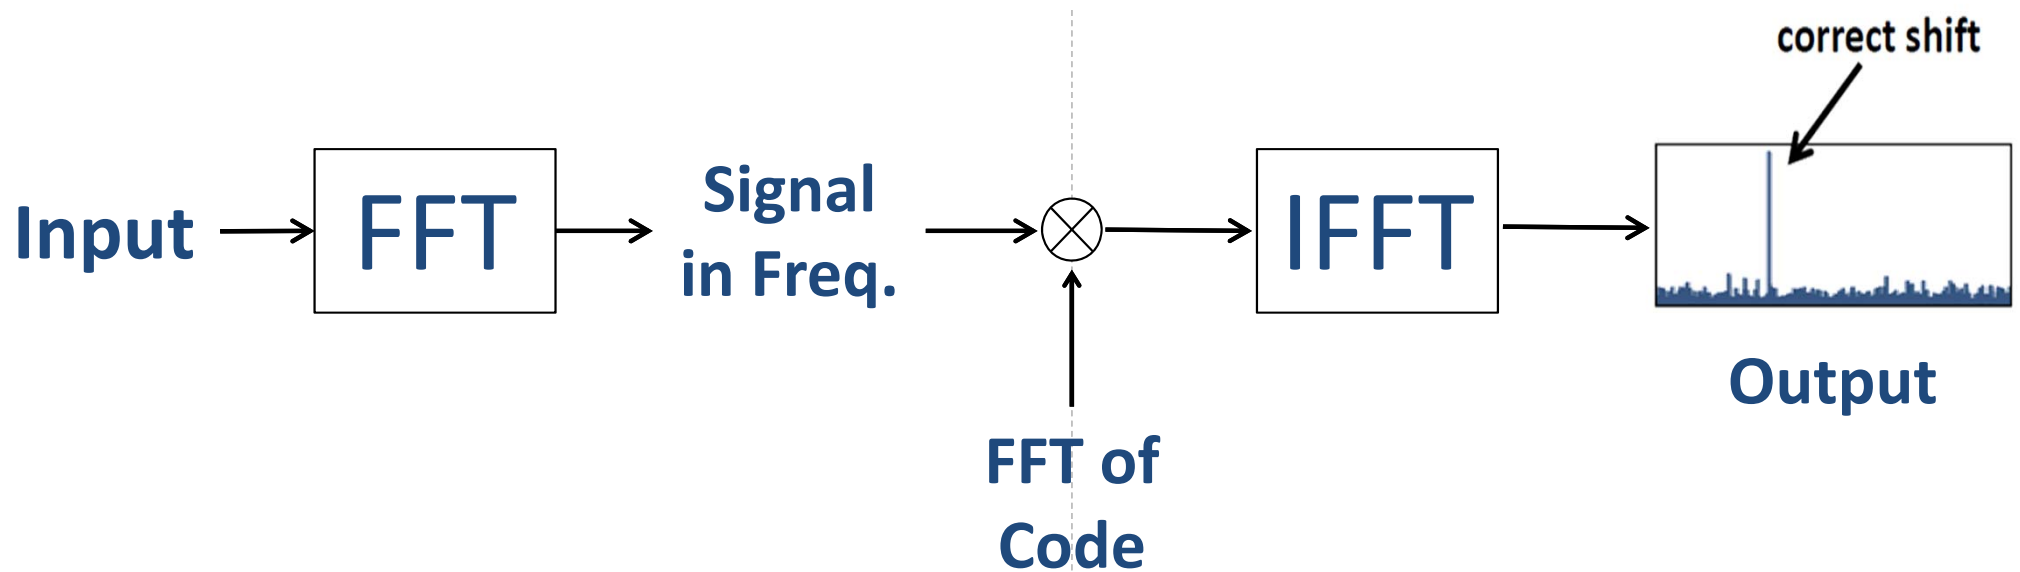 correct shift
Input
FFT
Signal
in Freq.
IFFT
Output
FFT of
Code